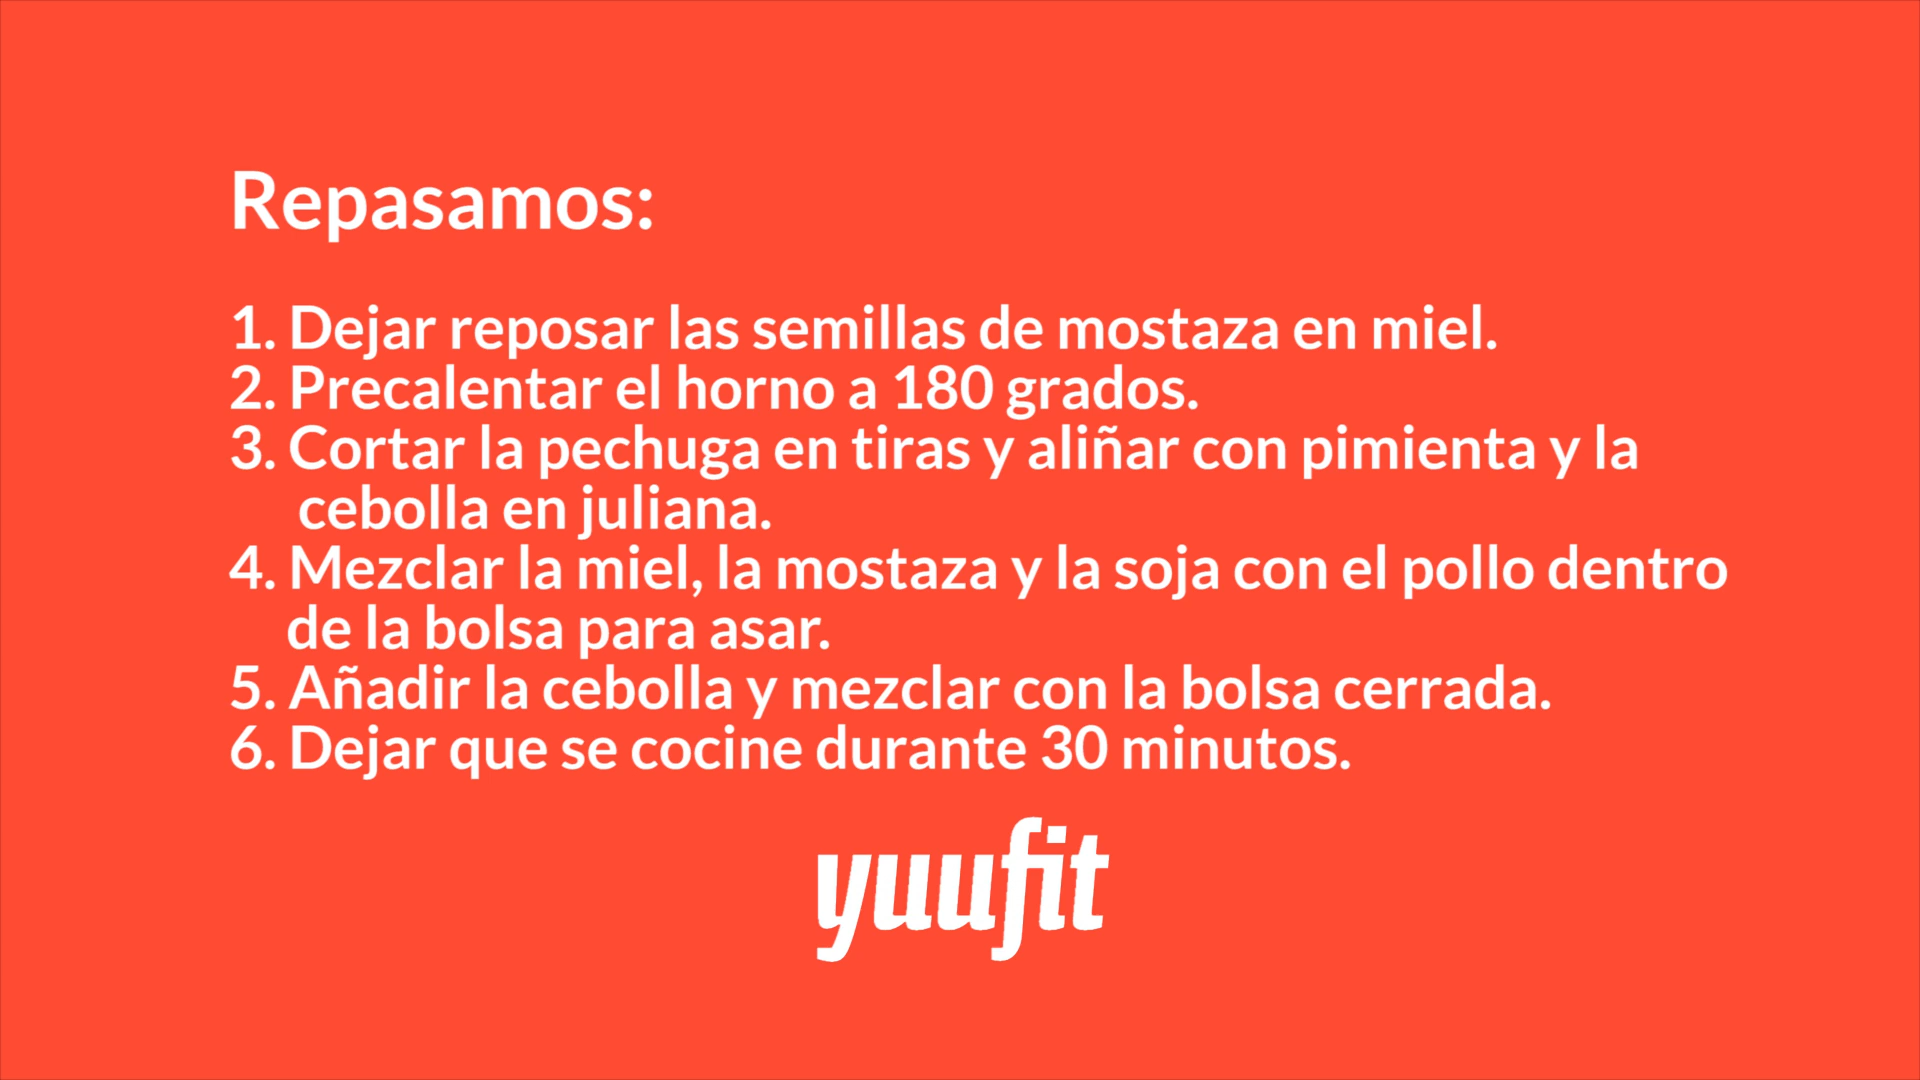 Repasamos:
1. Dejar reposar las semillas de mostaza en miel.
2. Precalentar el horno a 180 grados.
3. Cortar la pechuga en tiras y aliñar con pimienta y la
cebolla en juliana.
4. Mezclar la miel, la mostaza y la soja con el pollo dentro
de la bolsa para asar.
5. Añadir la cebolla y mezclar con la bolsa cerrada.
6. Dejar que se cocine durante 30 minutos.
yuufit